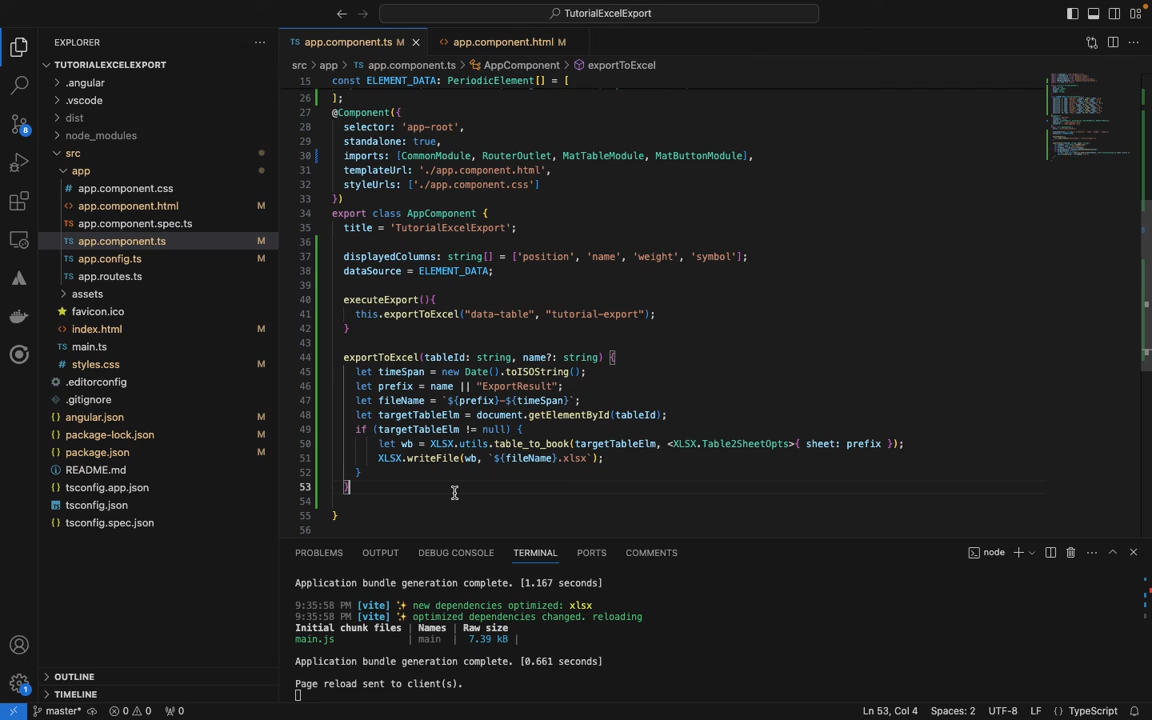 TutorialExcelExport
EXPLORER
TUTORIALEXCELEXPORT
.angular
.vscode
dist
node_modules
src
app
app.component.css
app.component.html M
app.component.spec.ts
app.component.ts M
app.config.ts M
app.routes.ts
assets
favicon.ico
index.html M
main.ts
styles.css M
.editorconfig
.gitignore
angular.json M
package-lock.json M
package.json M
README.md
tsconfig.app.json
tsconfig.json
tsconfig.spec.json
OUTLINE
TIMELINE
8
1
TS app.component.ts M
app.component.html M
src > app > TS app.component.ts > AppComponent > exportToExcel
15 const ELEMENT_DATA: PeriodicElement[] = [
26 ];
27 @Component({
28 selector: 'app-root',
29 standalone: true,
30 imports: [CommonModule, RouterOutlet, MatTableModule, MatButtonModule],
31 templateUrl: './app.component.html',
32 styleUrls: ['./app.component.css']
33 })
34 export class AppComponent {
35 title = 'TutorialExcelExport';
36
37 displayedColumns: string[] = ['position', 'name', 'weight', 'symbol'];
38 dataSource = ELEMENT_DATA;
39
40 executeExport(){
41 this.exportToExcel("data-table", "tutorial-export");
42 }
43
44 exportToExcel(tableId: string, name?: string) {
45 let timeSpan = new Date().toISOString();
46 let prefix = name || "ExportResult";
47 let fileName = `${prefix}-${timeSpan}`;
48 let targetTableElm = document.getElementById(tableId);
49 if (targetTableElm != null) {
50 let wb = XLSX.utils.table_to_book(targetTableElm, <XLSX.Table2SheetOpts>{ sheet: prefix });
51 XLSX.writeFile(wb, `${fileName}.xlsx`);
52 }
53 }
54
55 }
56
PROBLEMS OUTPUT DEBUG CONSOLE TERMINAL PORTS COMMENTS node
Application bundle generation complete. [1.167 seconds]
9:35:58 PM [vite] ✨ new dependencies optimized: xlsx
9:35:58 PM [vite] ✨ optimized dependencies changed. reloading
Initial chunk files | Names | Raw size
main.js | main | 7.39 kB |
Application bundle generation complete. [0.661 seconds]
Page reload sent to client(s).
master* 0 0 0 Ln 53, Col 4 Spaces: 2 UTF-8 LF {} TypeScript